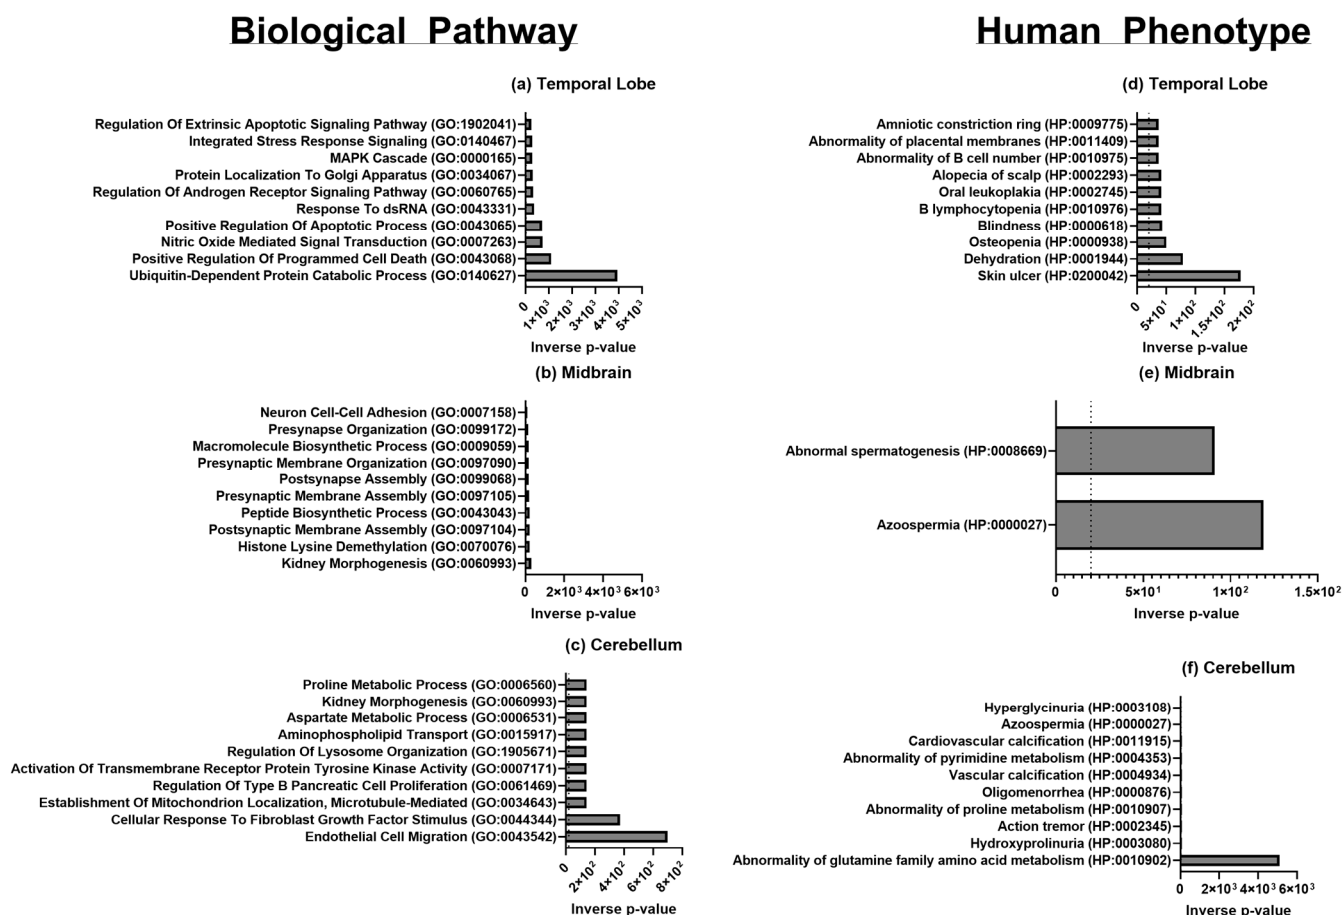 Biological Pathway
Human Phenotype
(a) Temporal Lobe
Regulation Of Extrinsic Apoptotic Signaling Pathway (GO:1902041)
Integrated Stress Response Signaling (GO:0140467)
MAPK Cascade (GO:0000165)
Protein Localization To Golgi Apparatus (GO:0034067)
Regulation Of Androgen Receptor Signaling Pathway (GO:0060765)
Response To dsRNA (GO:0043331)
Positive Regulation Of Apoptotic Process (GO:0043065)
Nitric Oxide Mediated Signal Transduction (GO:0007263)
Positive Regulation Of Programmed Cell Death (GO:0043068)
Ubiquitin-Dependent Protein Catabolic Process (GO:0140627)
0 1×10³ 2×10³ 3×10³ 4×10³ 5×10³
Inverse p-value
(b) Midbrain
Neuron Cell-Cell Adhesion (GO:0007158)
Presynapse Organization (GO:0099172)
Macromolecule Biosynthetic Process (GO:0009059)
Presynaptic Membrane Organization (GO:0097090)
Postsynapse Assembly (GO:0099068)
Presynaptic Membrane Assembly (GO:0097105)
Peptide Biosynthetic Process (GO:0043043)
Postsynaptic Membrane Assembly (GO:0097104)
Histone Lysine Demethylation (GO:0070076)
Kidney Morphogenesis (GO:0060993)
0 2×10³ 4×10³ 6×10³
Inverse p-value
(c) Cerebellum
Proline Metabolic Process (GO:0006560)
Kidney Morphogenesis (GO:0060993)
Aspartate Metabolic Process (GO:0006531)
Aminophospholipid Transport (GO:0015917)
Regulation Of Lysosome Organization (GO:1905671)
Activation Of Transmembrane Receptor Protein Tyrosine Kinase Activity (GO:0007171)
Regulation Of Type B Pancreatic Cell Proliferation (GO:0061469)
Establishment Of Mitochondrion Localization, Microtubule-Mediated (GO:0034643)
Cellular Response To Fibroblast Growth Factor Stimulus (GO:0044344)
Endothelial Cell Migration (GO:0043542)
0 2×10² 4×10² 6×10² 8×10²
Inverse p-value
(d) Temporal Lobe
Amniotic constriction ring (HP:0009775)
Abnormality of placental membranes (HP:0011409)
Abnormality of B cell number (HP:0010975)
Alopecia of scalp (HP:0002293)
Oral leukoplakia (HP:0002745)
B lymphocytopenia (HP:0010976)
Blindness (HP:0000618)
Osteopenia (HP:0000938)
Dehydration (HP:0001944)
Skin ulcer (HP:0200042)
0 5×10¹ 1×10² 1.5×10² 2×10²
Inverse p-value
(e) Midbrain
Abnormal spermatogenesis (HP:0008669)
Azoospermia (HP:0000027)
0 5×10¹ 1×10² 1.5×10²
Inverse p-value
(f) Cerebellum
Hyperglycinuria (HP:0003108)
Azoospermia (HP:0000027)
Cardiovascular calcification (HP:0011915)
Abnormality of pyrimidine metabolism (HP:0004353)
Vascular calcification (HP:0004934)
Oligomenorrhea (HP:0000876)
Abnormality of proline metabolism (HP:0010907)
Action tremor (HP:0002345)
Hydroxyprolinuria (HP:0003080)
Abnormality of glutamine family amino acid metabolism (HP:0010902)
0 2×10³ 4×10³ 6×10³
Inverse p-value